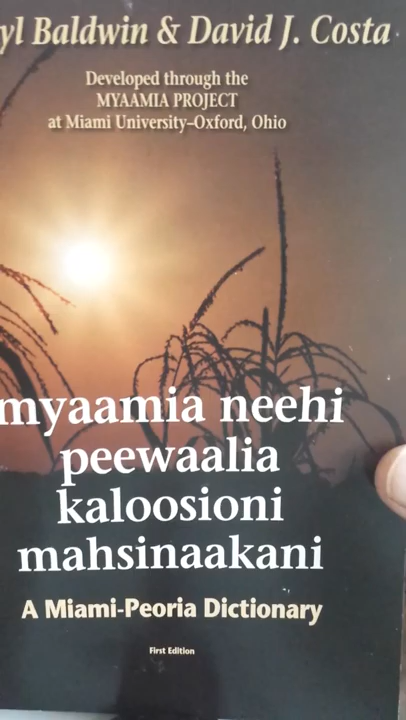 yl Baldwin & David J. Costa
Developed through the
MYAAMIA PROJECT
at Miami University–Oxford, Ohio
myaamia neehi
peewaalia
kaloosioni
mahsinaakani
A Miami-Peoria Dictionary
First Edition